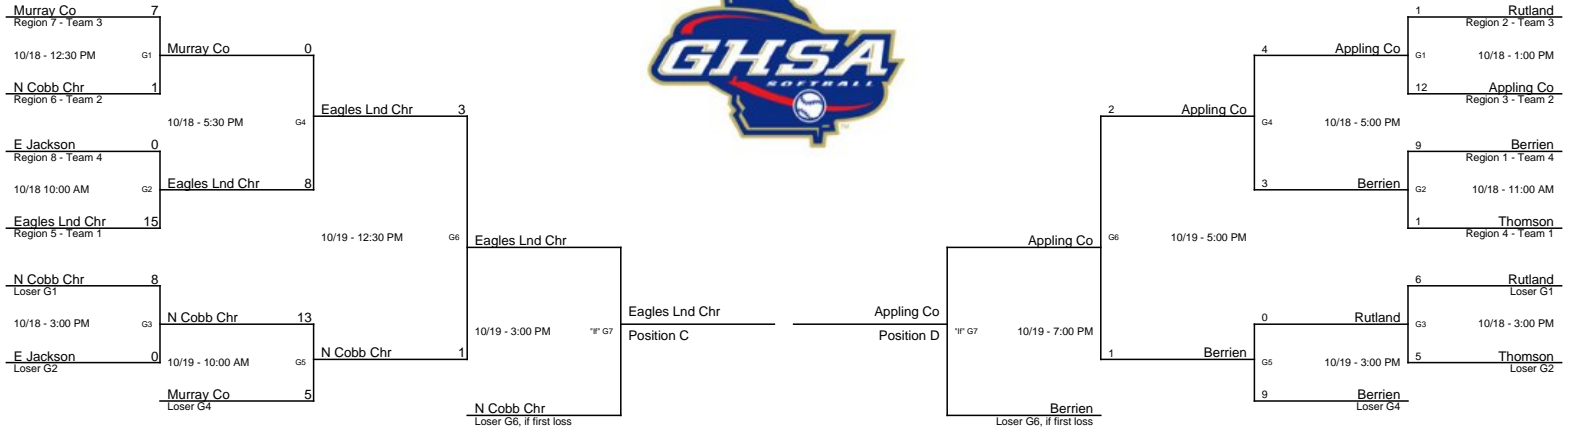 Murray Co 7
Region 7 - Team 3
10/18 - 12:30 PM G1
Murray Co 0
N Cobb Chr 1
Region 6 - Team 2
10/18 - 5:30 PM G4
Eagles Lnd Chr 3
E Jackson 0
Region 8 - Team 4
10/18 10:00 AM G2
Eagles Lnd Chr 8
Eagles Lnd Chr 15
Region 5 - Team 1
10/19 - 12:30 PM G6
Eagles Lnd Chr
N Cobb Chr 8
Loser G1
10/18 - 3:00 PM G3
N Cobb Chr 13
E Jackson 0
Loser G2
10/19 - 10:00 AM G5
N Cobb Chr 1
Murray Co 5
Loser G4
10/19 - 3:00 PM "If" G7
Eagles Lnd Chr
Position C
N Cobb Chr
Loser G6, if first loss
GHSA
SOFTBALL
TM
1 Rutland
Region 2 - Team 3
G1 10/18 - 1:00 PM
4 Appling Co
12 Appling Co
Region 3 - Team 2
G4 10/18 - 5:00 PM
2 Appling Co
9 Berrien
Region 1 - Team 4
G2 10/18 - 11:00 AM
3 Berrien
1 Thomson
Region 4 - Team 1
G6 10/19 - 5:00 PM
Appling Co
6 Rutland
Loser G1
G3 10/18 - 3:00 PM
0 Rutland
5 Thomson
Loser G2
G5 10/19 - 3:00 PM
1 Berrien
9 Berrien
Loser G4
"If" G7 10/19 - 7:00 PM
Appling Co
Position D
Berrien
Loser G6, if first loss